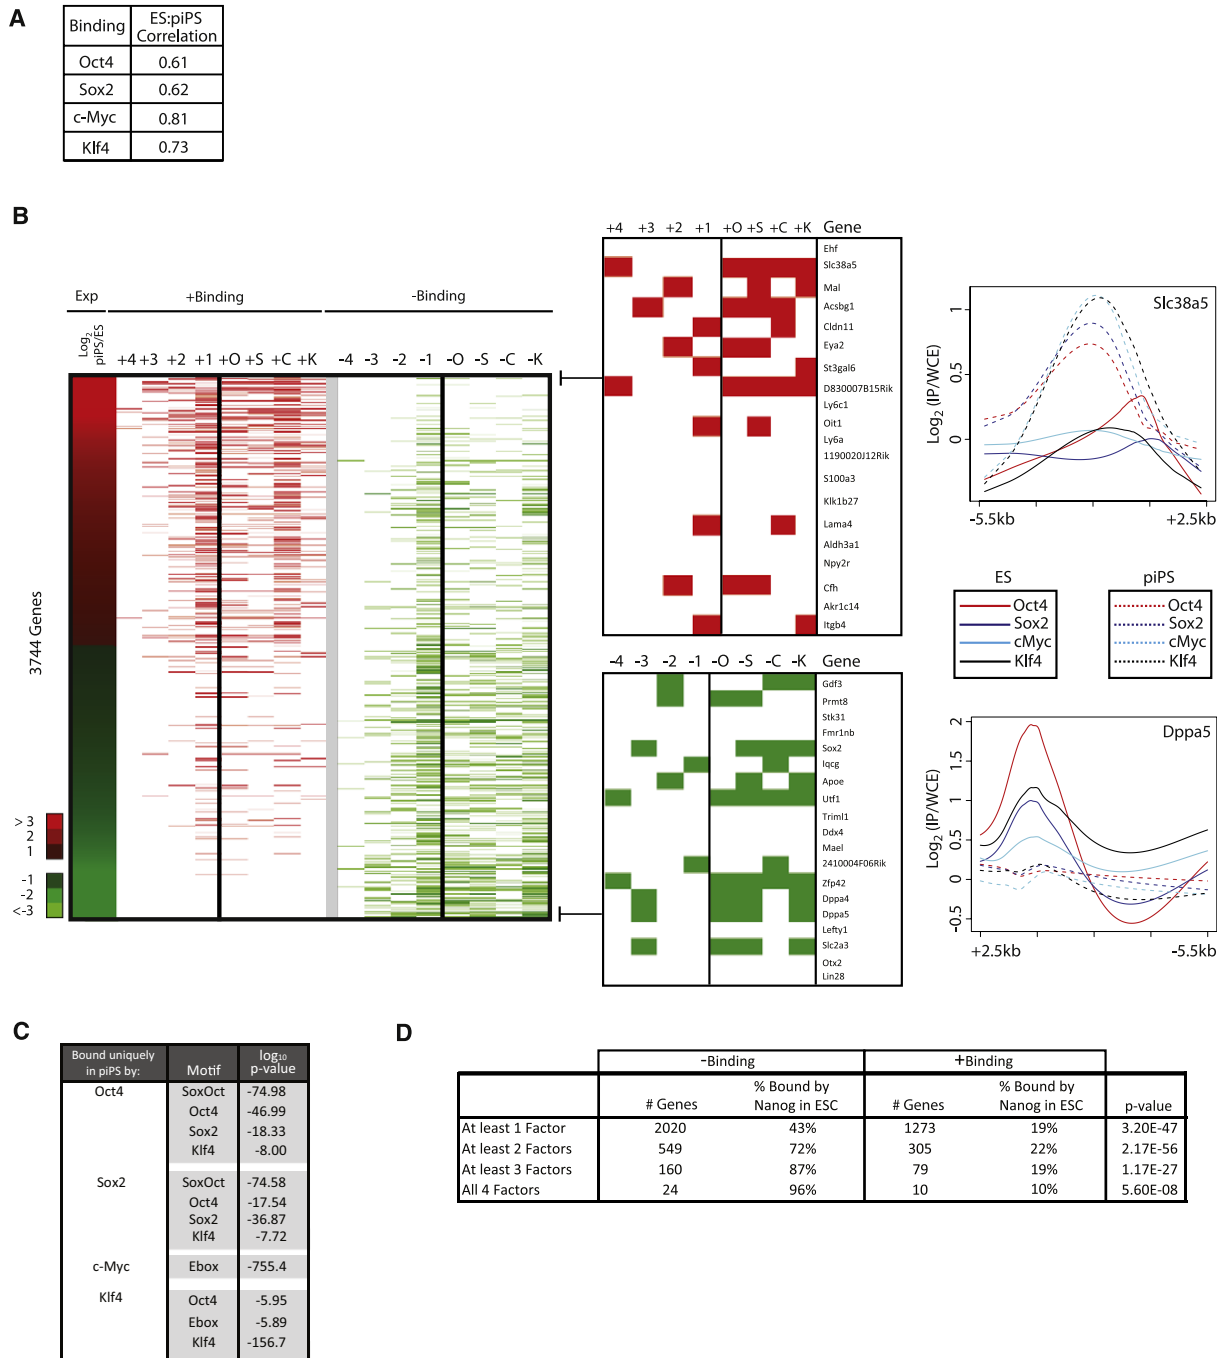 A
Binding ES:piPS Correlation
Oct4 0.61
Sox2 0.62
c-Myc 0.81
Klf4 0.73
B
Exp +Binding -Binding
Log2 piPS/ES +4 +3 +2 +1 +O +S +C +K -4 -3 -2 -1 -O -S -C -K
3744 Genes
> 3
2
1
-1
-2
<-3
+4 +3 +2 +1 +O +S +C +K Gene
Ehf
Slc38a5
Mal
Acsbg1
Cldn11
Eya2
St3gal6
D830007B15Rik
Ly6c1
Oit1
Ly6a
1190020J12Rik
S100a3
Klk1b27
Lama4
Aldh3a1
Npy2r
Cfh
Akr1c14
Itgb4
-4 -3 -2 -1 -O -S -C -K Gene
Gdf3
Prmt8
Stk31
Fmr1nb
Sox2
Iqcg
Apoe
Utf1
Triml1
Ddx4
Mael
2410004F06Rik
Zfp42
Dppa4
Dppa5
Lefty1
Slc2a3
Otx2
Lin28
Slc38a5
Log2 (IP/WCE)
1
0.5
0
-5.5kb +2.5kb
ES piPS
Oct4 Oct4
Sox2 Sox2
cMyc cMyc
Klf4 Klf4
Dppa5
Log2 (IP/WCE)
2
1.5
1
0.5
0
-0.5
+2.5kb -5.5kb
C
Bound uniquely in piPS by: Motif log10 p-value
Oct4 SoxOct -74.98
Oct4 -46.99
Sox2 -18.33
Klf4 -8.00
Sox2 SoxOct -74.58
Oct4 -17.54
Sox2 -36.87
Klf4 -7.72
c-Myc Ebox -755.4
Klf4 Oct4 -5.95
Ebox -5.89
Klf4 -156.7
D
-Binding +Binding
# Genes % Bound by Nanog in ESC # Genes % Bound by Nanog in ESC p-value
At least 1 Factor 2020 43% 1273 19% 3.20E-47
At least 2 Factors 549 72% 305 22% 2.17E-56
At least 3 Factors 160 87% 79 19% 1.17E-27
All 4 Factors 24 96% 10 10% 5.60E-08